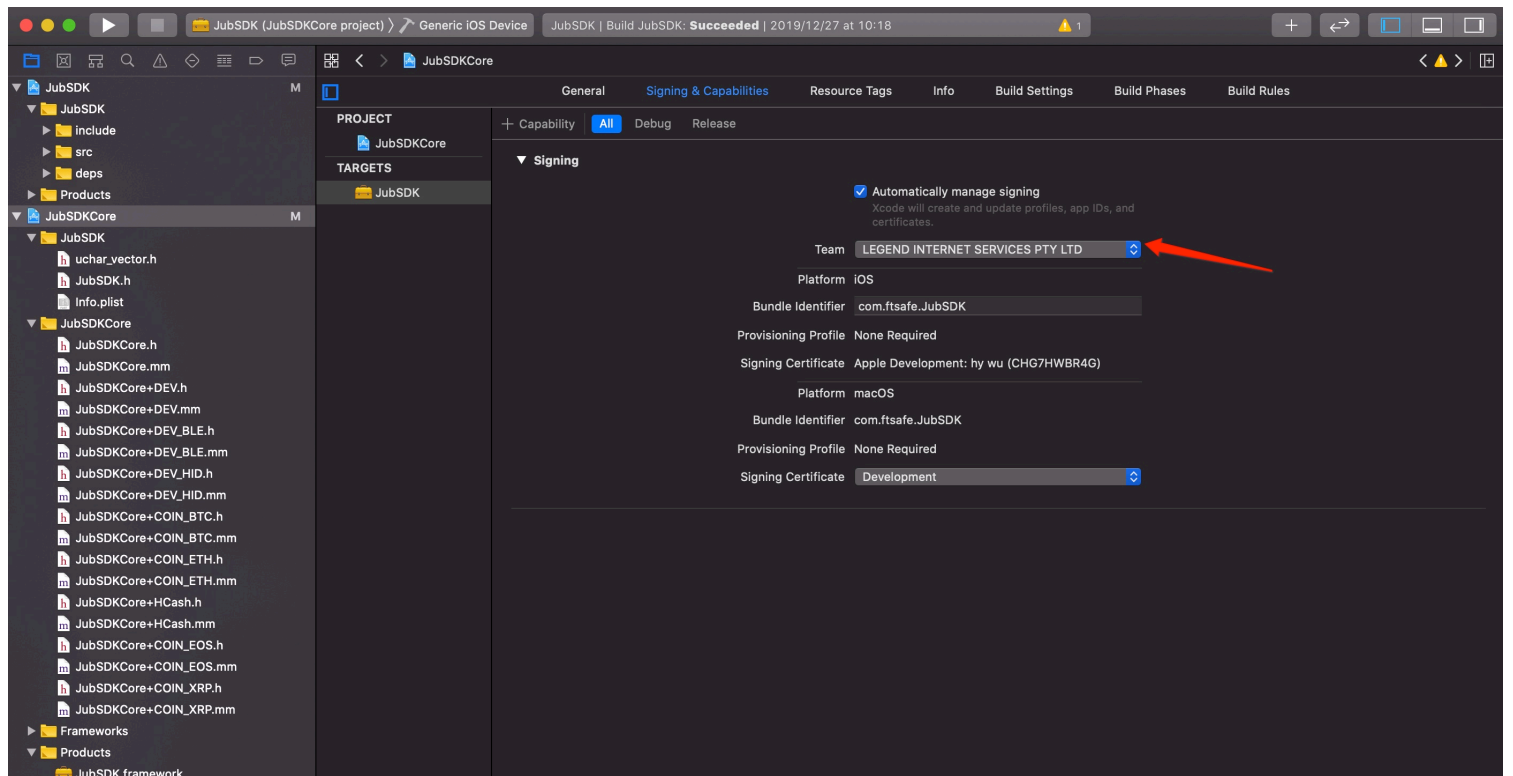 JubSDK (JubSDKCore project) 〉 Generic iOS Device
JubSDK | Build JubSDK: Succeeded | 2019/12/27 at 10:18
1
JubSDK M
JubSDK
include
src
deps
Products
JubSDKCore M
JubSDK
h uchar_vector.h
h JubSDK.h
Info.plist
JubSDKCore
h JubSDKCore.h
m JubSDKCore.mm
h JubSDKCore+DEV.h
m JubSDKCore+DEV.mm
h JubSDKCore+DEV_BLE.h
m JubSDKCore+DEV_BLE.mm
h JubSDKCore+DEV_HID.h
m JubSDKCore+DEV_HID.mm
h JubSDKCore+COIN_BTC.h
m JubSDKCore+COIN_BTC.mm
h JubSDKCore+COIN_ETH.h
m JubSDKCore+COIN_ETH.mm
h JubSDKCore+HCash.h
m JubSDKCore+HCash.mm
h JubSDKCore+COIN_EOS.h
m JubSDKCore+COIN_EOS.mm
h JubSDKCore+COIN_XRP.h
m JubSDKCore+COIN_XRP.mm
Frameworks
Products
JubSDK.framework
JubSDKCore
General Signing & Capabilities Resource Tags Info Build Settings Build Phases Build Rules
PROJECT
JubSDKCore
TARGETS
JubSDK
+ Capability All Debug Release
Signing
Automatically manage signing
Xcode will create and update profiles, app IDs, and
certificates.
Team LEGEND INTERNET SERVICES PTY LTD
Platform iOS
Bundle Identifier com.ftsafe.JubSDK
Provisioning Profile None Required
Signing Certificate Apple Development: hy wu (CHG7HWBR4G)
Platform macOS
Bundle Identifier com.ftsafe.JubSDK
Provisioning Profile None Required
Signing Certificate Development